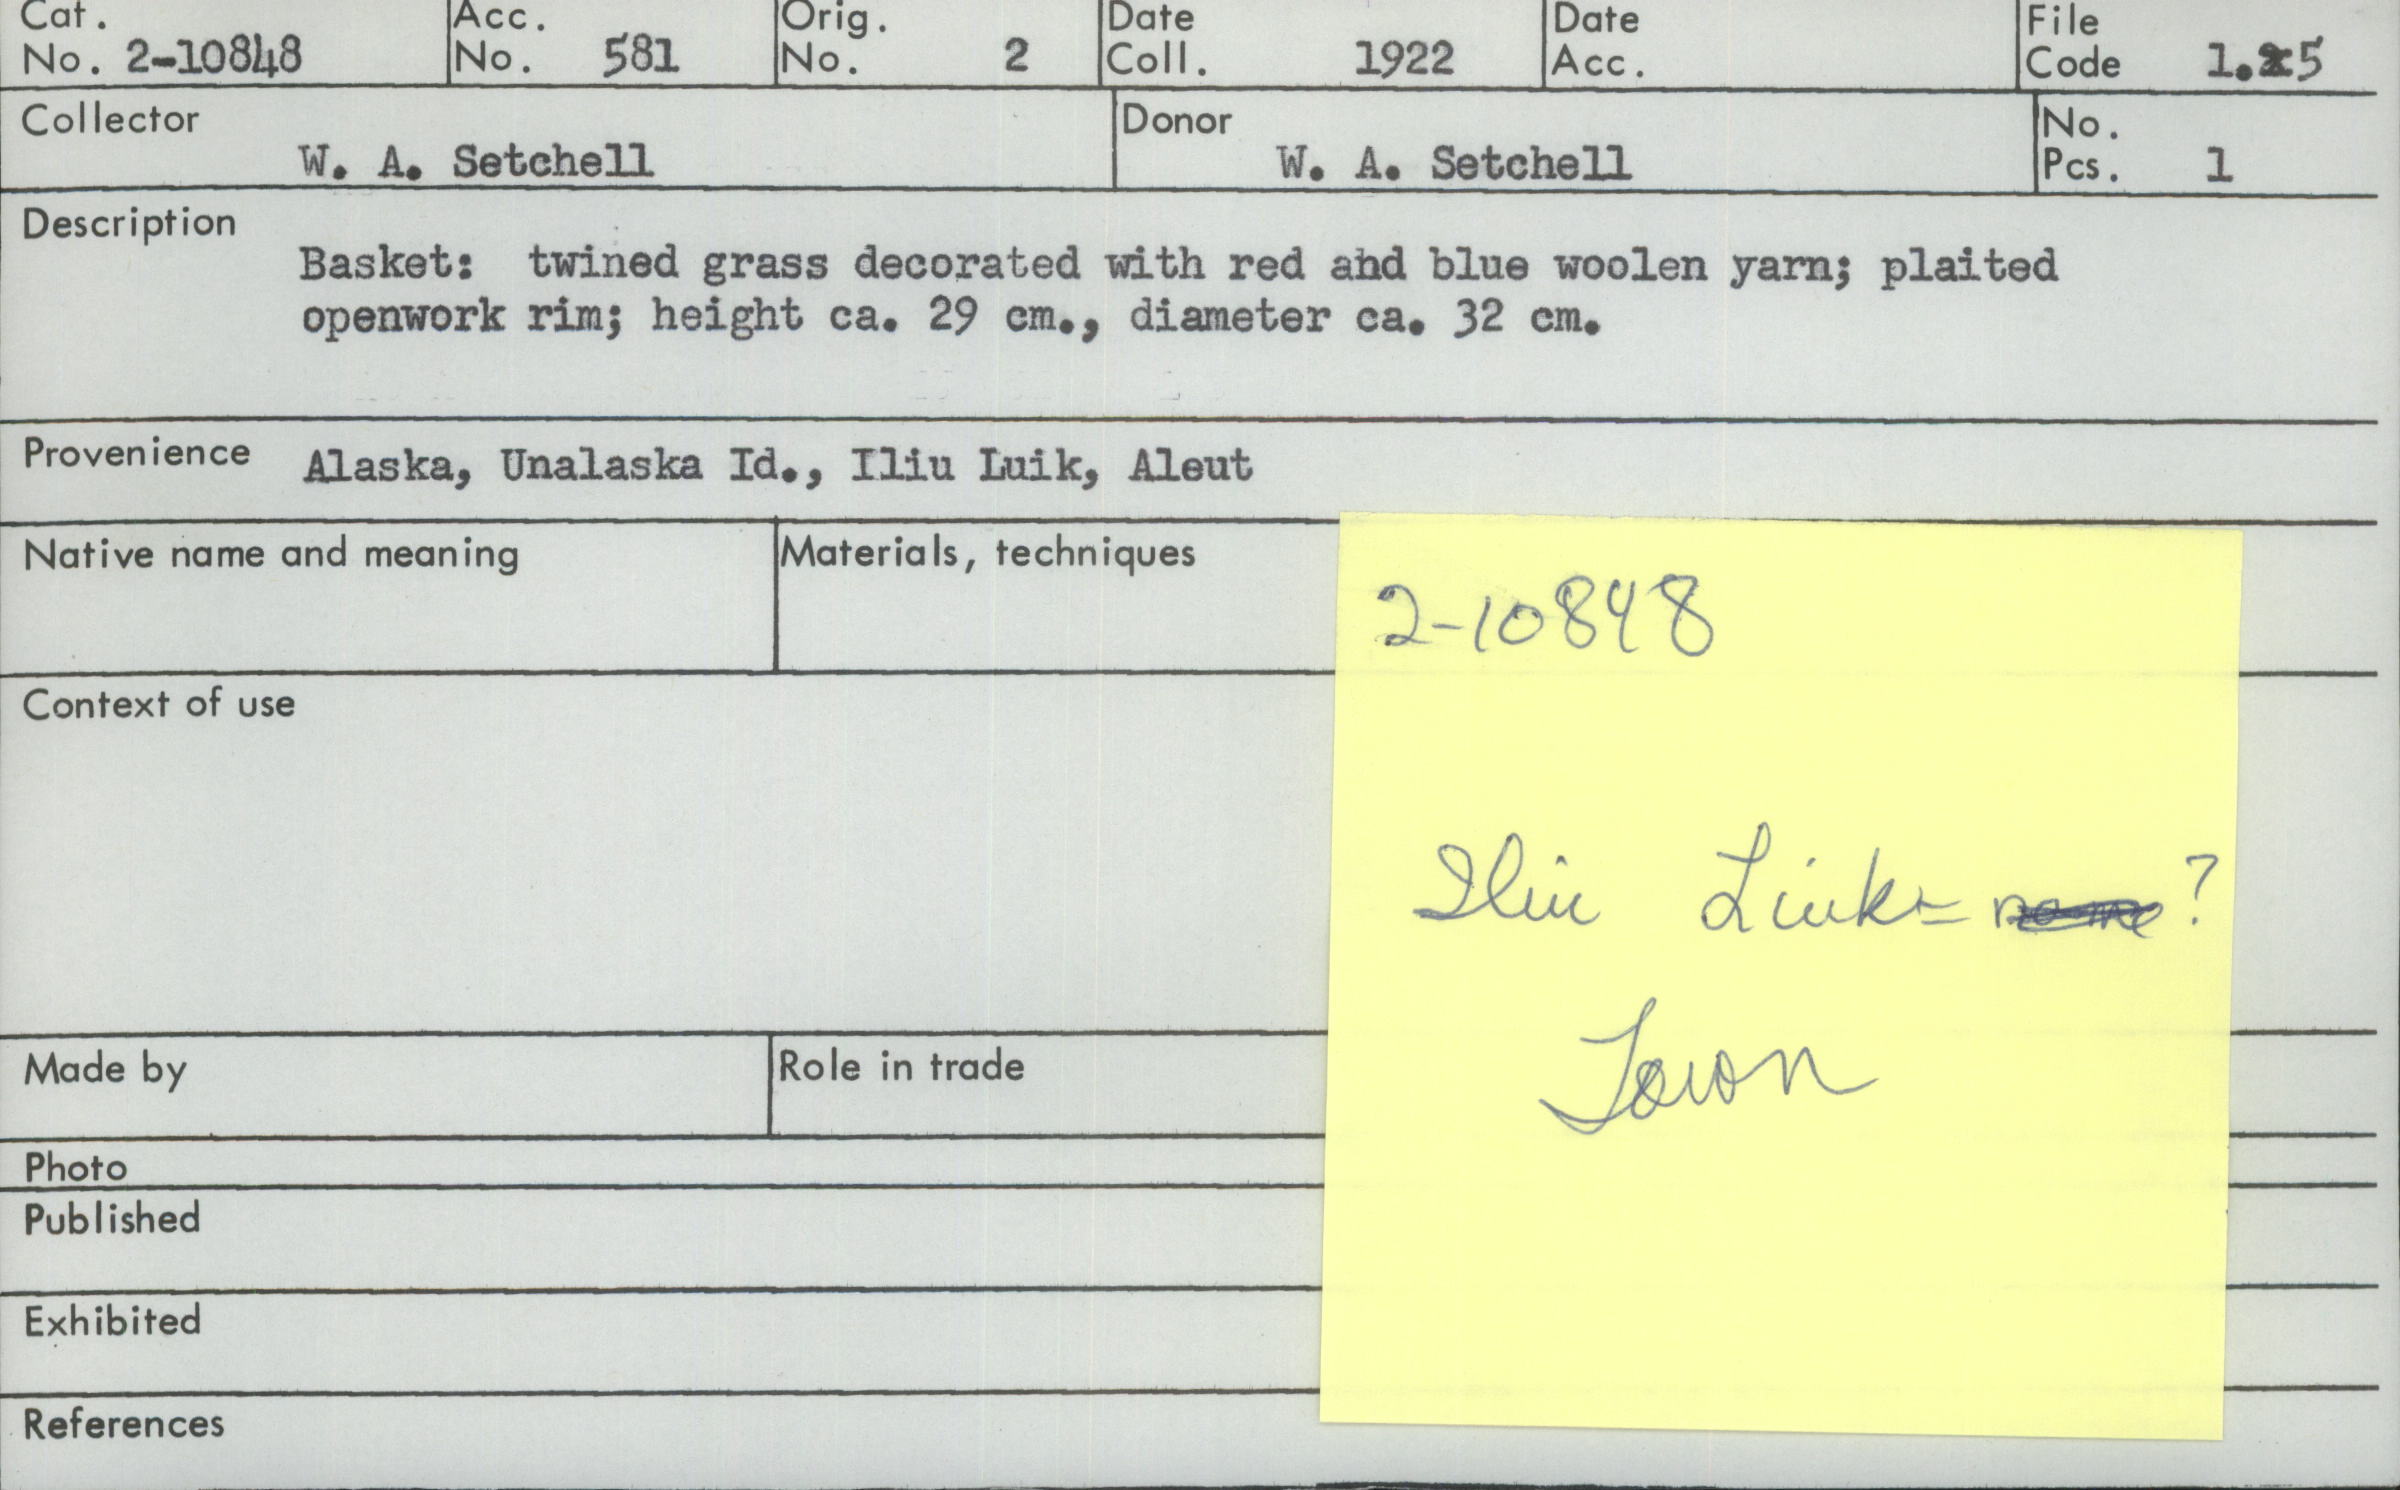 Cat. No. 2-10848
Acc. No. 581
Orig. No. 2
Date Coll. 1922
Date Acc.
File Code 1.5
Collector W. A. Setchell
Donor W. A. Setchell
No. Pcs. 1
Description
Basket: twined grass decorated with red and blue woolen yarn; plaited
openwork rim; height ca. 29 cm., diameter ca. 32 cm.
Provenience Alaska, Unalaska Id., Iliu Luik, Aleut
Native name and meaning
Materials, techniques
2-10848
Context of use
Iliu Liuk = name ?
Town
Made by
Role in trade
Photo
Published
Exhibited
References